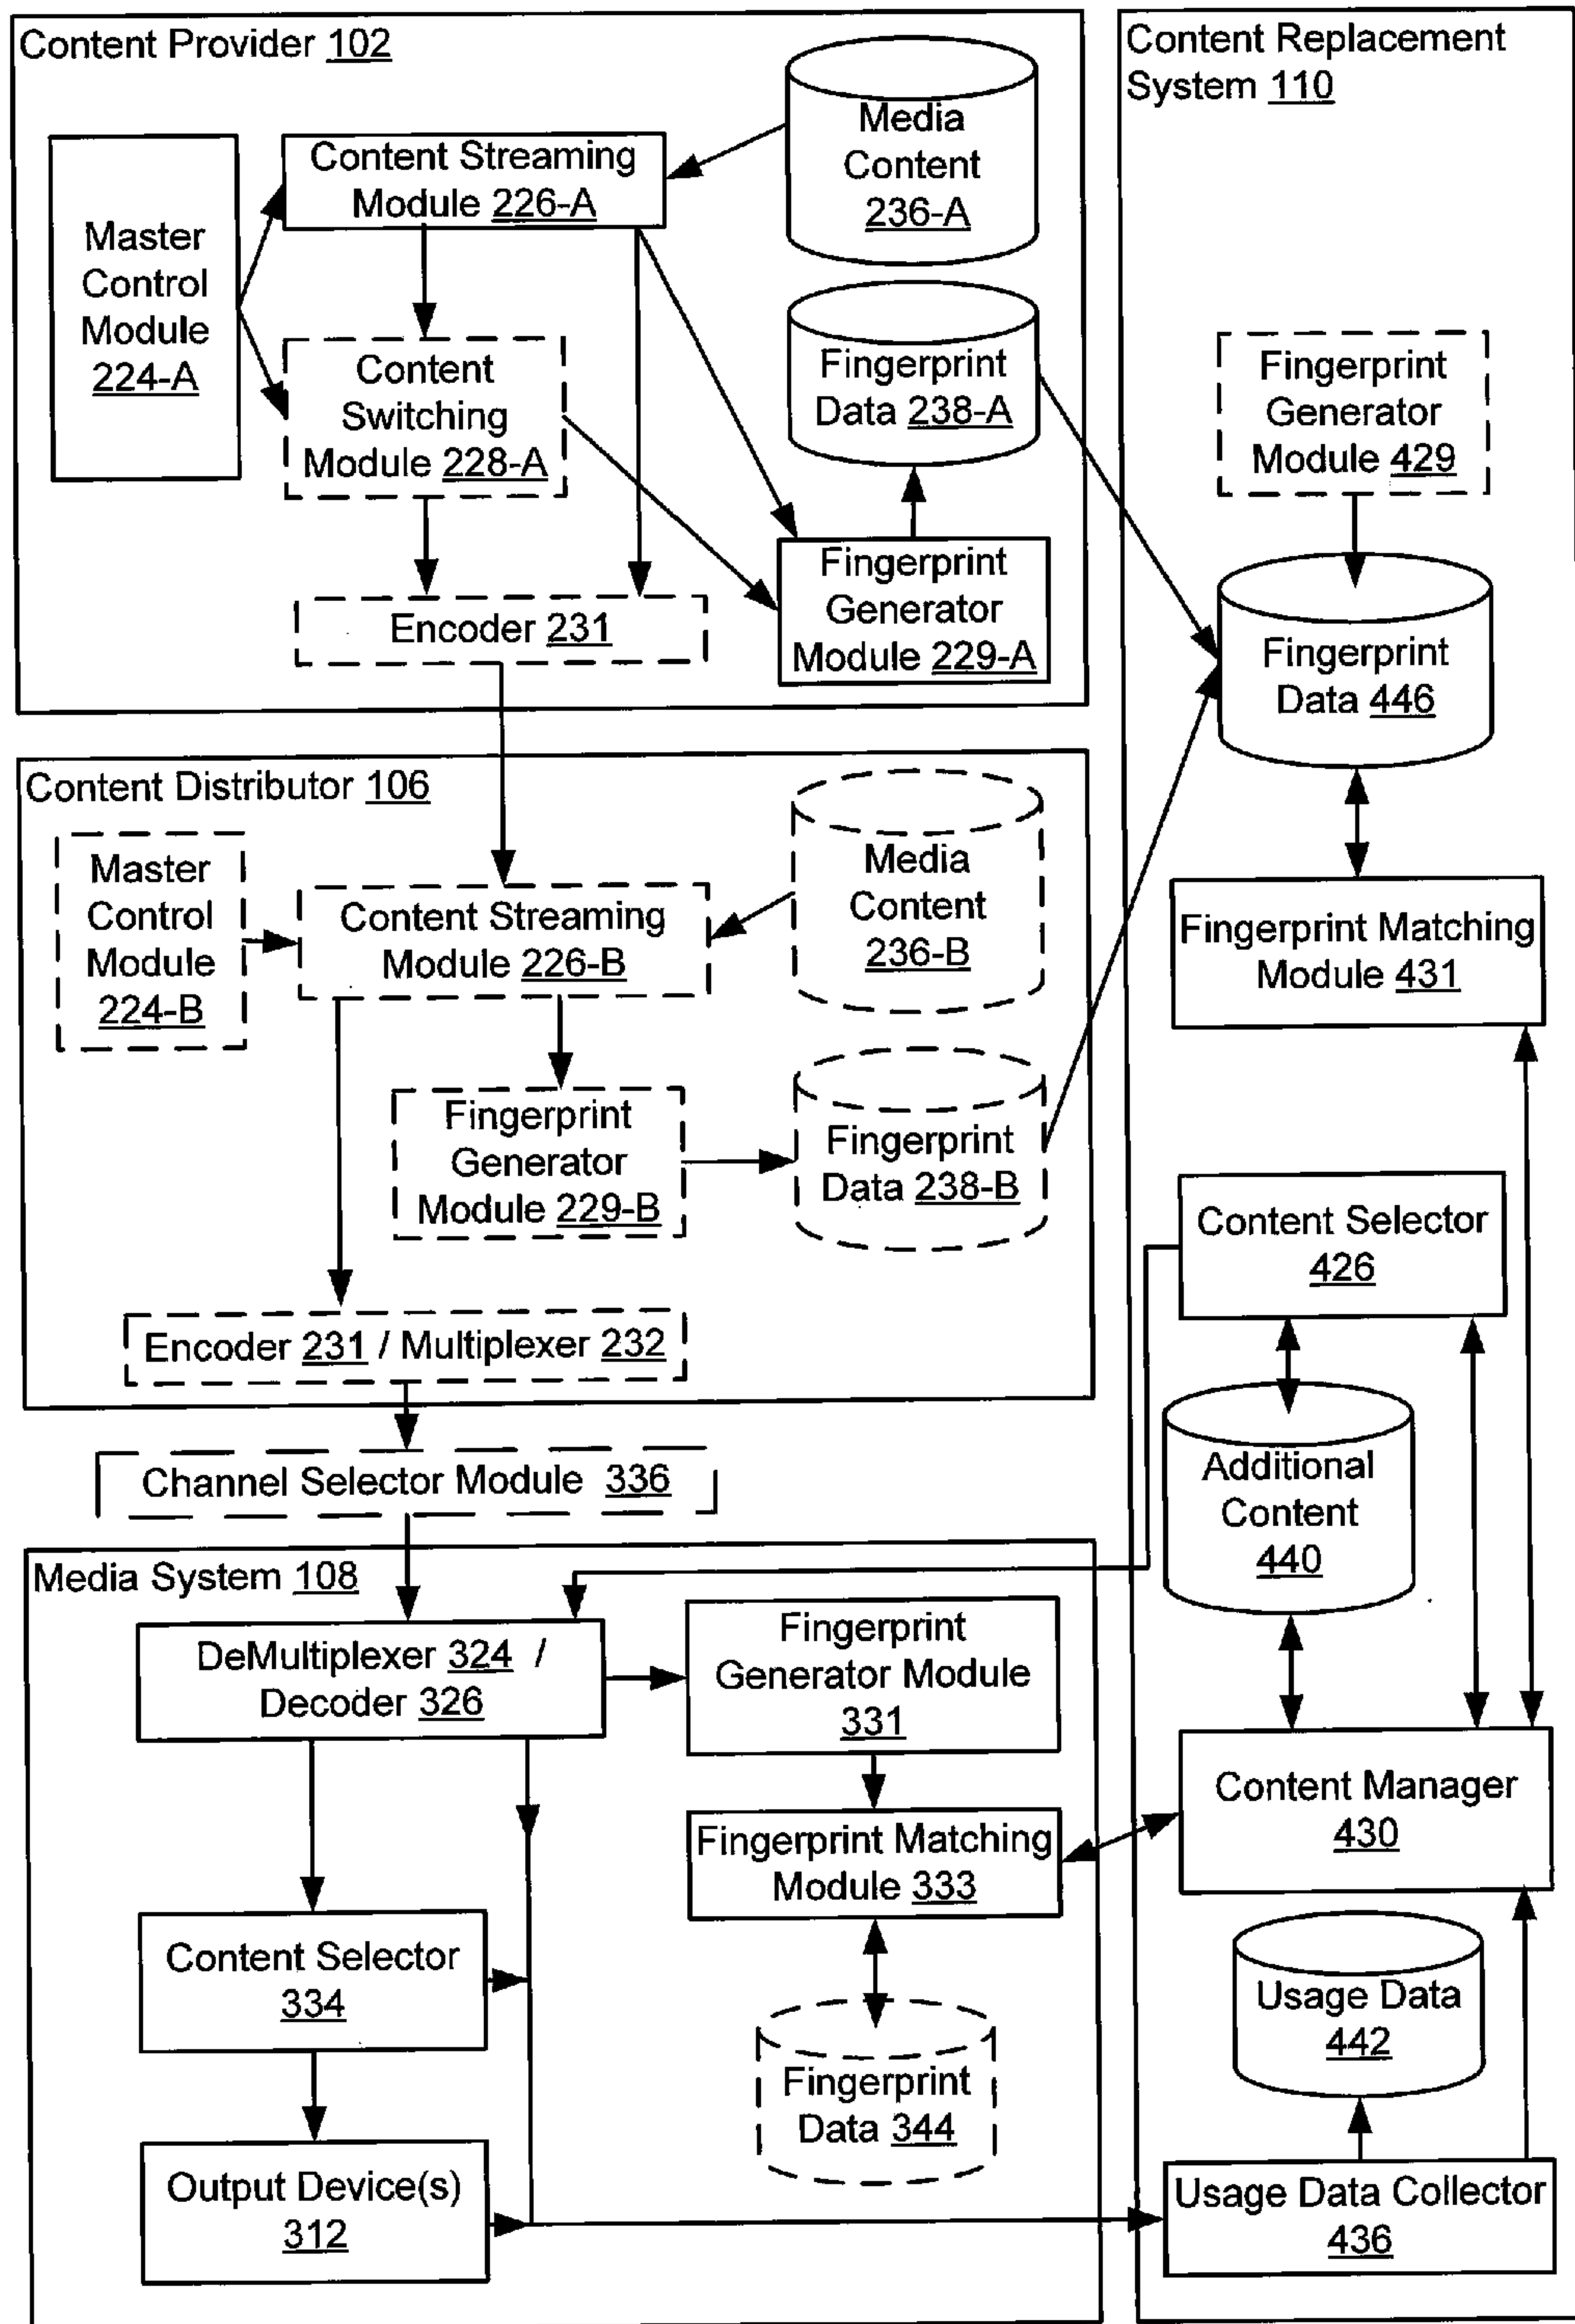 Content Provider 102
Master
Control
Module
224-A
Content Streaming
Module 226-A
Media
Content
236-A
Content
Switching
Module 228-A
Fingerprint
Data 238-A
Encoder 231
Fingerprint
Generator
Module 229-A
Content Replacement
System 110
Fingerprint
Generator
Module 429
Fingerprint
Data 446
Fingerprint Matching
Module 431
Content Selector
426
Additional
Content
440
Content Manager
430
Usage Data
442
Usage Data Collector
436
Content Distributor 106
Master
Control
Module
224-B
Content Streaming
Module 226-B
Media
Content
236-B
Fingerprint
Generator
Module 229-B
Fingerprint
Data 238-B
Encoder 231 / Multiplexer 232
Channel Selector Module 336
Media System 108
DeMultiplexer 324 /
Decoder 326
Fingerprint
Generator Module
331
Fingerprint Matching
Module 333
Content Selector
334
Fingerprint
Data 344
Output Device(s)
312